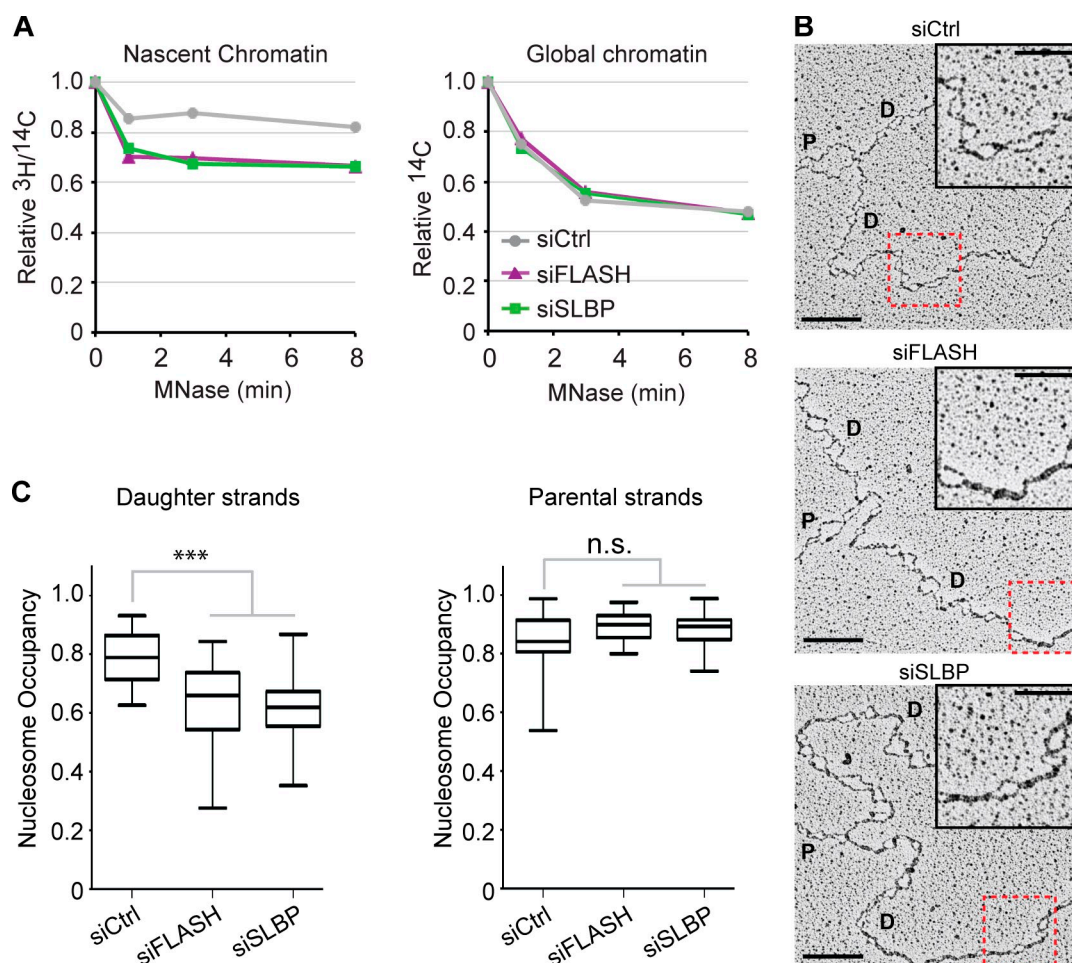 A
Nascent Chromatin
Relative ³H/¹⁴C
1.0
0.8
0.6
0.4
0.2
0
0 2 4 6 8
MNase (min)
Global chromatin
Relative ¹⁴C
1.0
0.8
0.6
0.4
0.2
0
siCtrl
siFLASH
siSLBP
0 2 4 6 8
MNase (min)
B
siCtrl
D
P
D
siFLASH
D
P
D
siSLBP
D
P
D
C
Daughter strands
***
Nucleosome Occupancy
1.0
0.8
0.6
0.4
0.2
0
siCtrl siFLASH siSLBP
Parental strands
n.s.
Nucleosome Occupancy
1.0
0.8
0.6
0.4
0.2
0
siCtrl siFLASH siSLBP